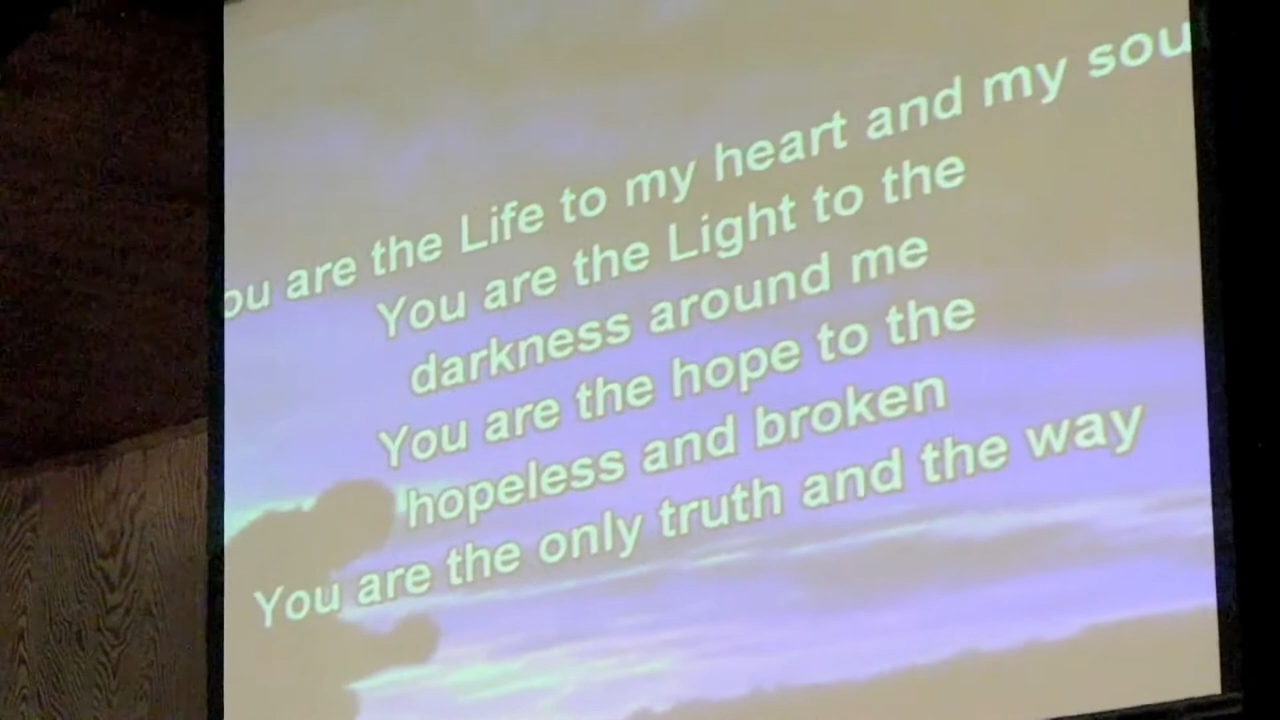 ou are the Life to my heart and my sou
You are the Light to the
darkness around me
You are the hope to the
hopeless and broken
You are the only truth and the way